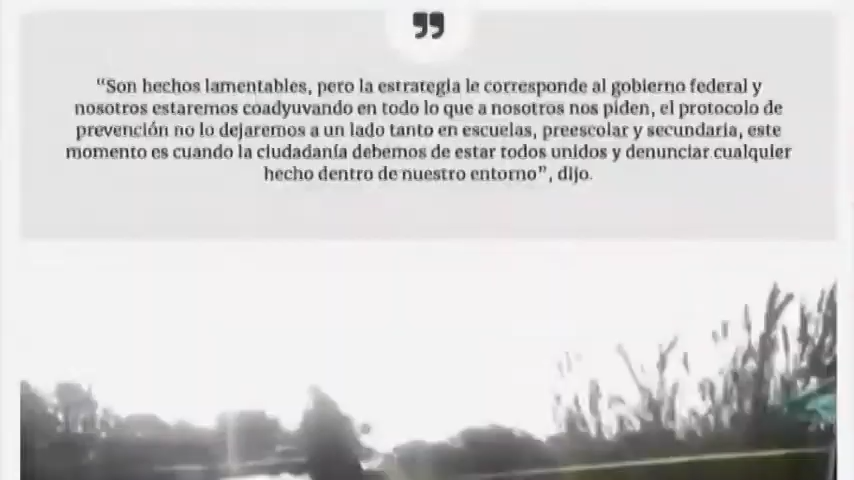 ”
“Son hechos lamentables, pero la estrategia le corresponde al gobierno federal y
nosotros estaremos coadyuvando en todo lo que a nosotros nos piden, el protocolo de
prevención no lo dejaremos a un lado tanto en escuelas, preescolar y secundaria, este
momento es cuando la ciudadanía debemos de estar todos unidos y denunciar cualquier
hecho dentro de nuestro entorno”, dijo.